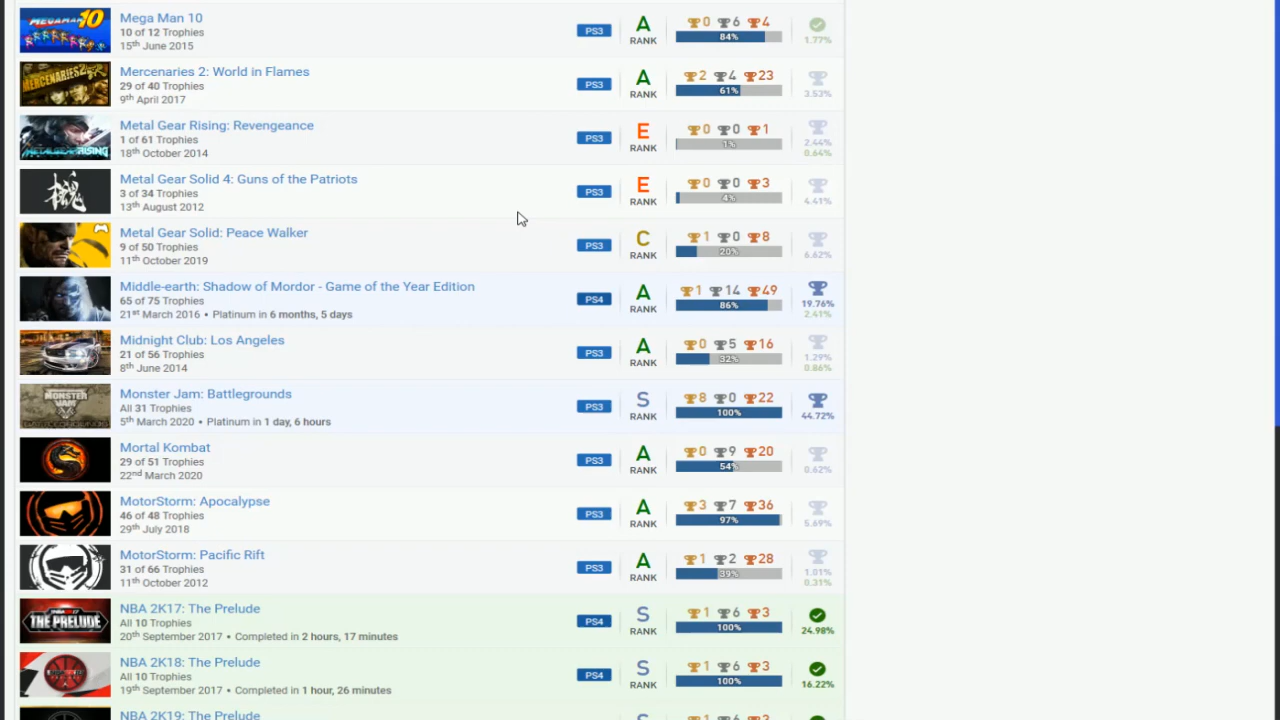 MEGAMAN 10
Mega Man 10
10 of 12 Trophies
15th June 2015
PS3
A
RANK
0 6 4
84%
1.77%
MERCENARIES 2
Mercenaries 2: World in Flames
29 of 40 Trophies
9th April 2017
PS3
A
RANK
2 4 23
61%
3.53%
METAL GEAR RISING
Metal Gear Rising: Revengeance
1 of 61 Trophies
18th October 2014
PS3
E
RANK
0 0 1
1%
2.44%
0.64%
Metal Gear Solid 4: Guns of the Patriots
3 of 34 Trophies
13th August 2012
PS3
E
RANK
0 0 3
4%
4.41%
Metal Gear Solid: Peace Walker
9 of 50 Trophies
11th October 2019
PS3
C
RANK
1 0 8
20%
6.62%
Middle-earth: Shadow of Mordor - Game of the Year Edition
65 of 75 Trophies
21st March 2016 • Platinum in 6 months, 5 days
PS4
A
RANK
1 14 49
86%
19.76%
2.41%
Midnight Club: Los Angeles
21 of 56 Trophies
8th June 2014
PS3
A
RANK
0 5 16
32%
1.29%
0.86%
MONSTER JAM
Monster Jam: Battlegrounds
All 31 Trophies
5th March 2020 • Platinum in 1 day, 6 hours
PS3
S
RANK
8 0 22
100%
44.72%
Mortal Kombat
29 of 51 Trophies
22nd March 2020
PS3
A
RANK
0 9 20
54%
0.62%
MotorStorm: Apocalypse
46 of 48 Trophies
29th July 2018
PS3
A
RANK
3 7 36
97%
5.69%
MotorStorm: Pacific Rift
31 of 66 Trophies
11th October 2012
PS3
A
RANK
1 2 28
39%
1.01%
0.31%
THE PRELUDE
NBA 2K17: The Prelude
All 10 Trophies
20th September 2017 • Completed in 2 hours, 17 minutes
PS4
S
RANK
1 6 3
100%
24.98%
NBA 2K18: The Prelude
All 10 Trophies
19th September 2017 • Completed in 1 hour, 26 minutes
PS4
S
RANK
1 6 3
100%
16.22%
NBA 2K19: The Prelude